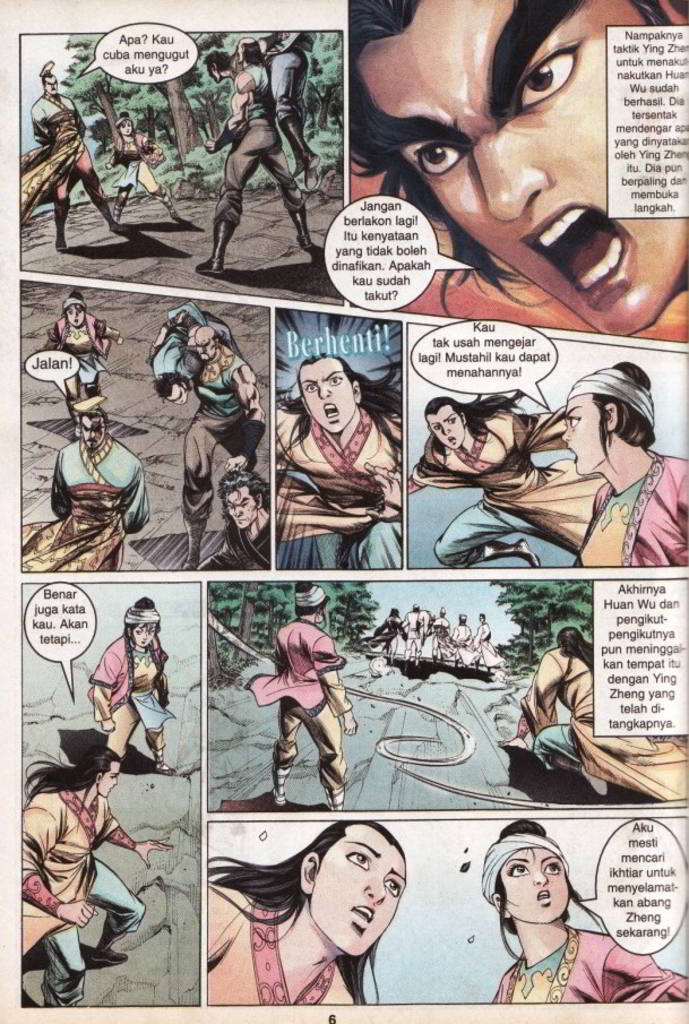 Apa? Kau
cuba mengugut
aku ya?
Nampaknya
taktik Ying Zheng
untuk menaku-
nakutkan Huan
Wu sudah
berhasil. Dia
tersentak
mendengar apa
yang dinyatakan
oleh Ying Zheng
itu. Dia pun
berpaling dan
membuka
langkah.
Jangan
berlakon lagi!
Itu kenyataan
yang tidak boleh
dinafikan. Apakah
kau sudah
takut?
Jalan!
Berhenti!
Kau
tak usah mengejar
lagi! Mustahil kau dapat
menahannya!
Benar
juga kata
kau. Akan
tetapi...
Akhirnya
Huan Wu dan
pengikut-
pengikutnya
pun meninggal-
kan tempat itu
dengan Ying
Zheng yang
telah di-
tangkapnya.
Aku
mesti
mencari
ikhtiar untuk
menyelamat-
kan abang
Zheng
sekarang!
6